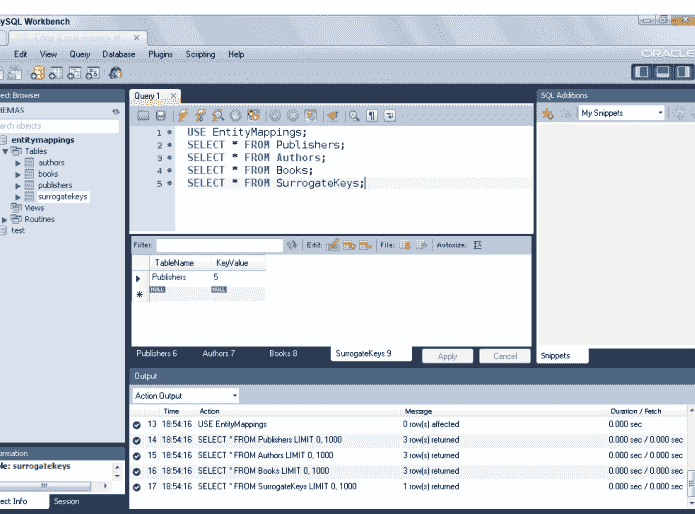 MySQL Workbench
Edit View Query Database Plugins Scripting Help
ORACLE
Query 1
SQL Additions
My Snippets
entitymappings
Tables
authors
books
publishers
surrogatekeys
Views
Routines
test
1 USE EntityMappings;
2 SELECT * FROM Publishers;
3 SELECT * FROM Authors;
4 SELECT * FROM Books;
5 SELECT * FROM SurrogateKeys;
Filter: Edit: File: Autosize:
TableName KeyValue
Publishers 5
NULL NULL
Publishers 6 Authors 7 Books 8 SurrogateKeys 9 Apply Cancel Snippets
Output
Action Output
Time Action Message Duration / Fetch
13 18:54:16 USE EntityMappings 0 row(s) affected 0.000 sec
14 18:54:16 SELECT * FROM Publishers LIMIT 0, 1000 3 row(s) returned 0.000 sec / 0.000 sec
15 18:54:16 SELECT * FROM Authors LIMIT 0, 1000 3 row(s) returned 0.000 sec / 0.000 sec
16 18:54:16 SELECT * FROM Books LIMIT 0, 1000 3 row(s) returned 0.000 sec / 0.000 sec
17 18:54:16 SELECT * FROM SurrogateKeys LIMIT 0, 1000 1 row(s) returned 0.000 sec / 0.000 sec
surrogatekeys
Info Session